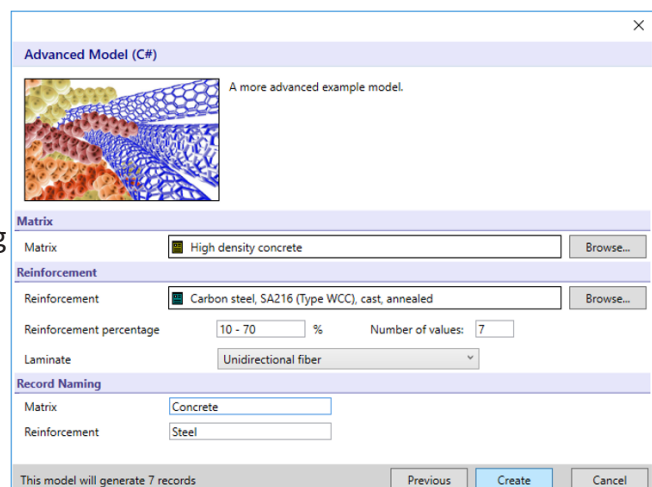 Advanced Model (C#)
A more advanced example model.
Matrix
g
Matrix High density concrete Browse...
Reinforcement
Reinforcement Carbon steel, SA216 (Type WCC), cast, annealed Browse...
Reinforcement percentage 10 - 70 % Number of values: 7
Laminate Unidirectional fiber
Record Naming
Matrix Concrete
Reinforcement Steel
This model will generate 7 records Previous Create Cancel